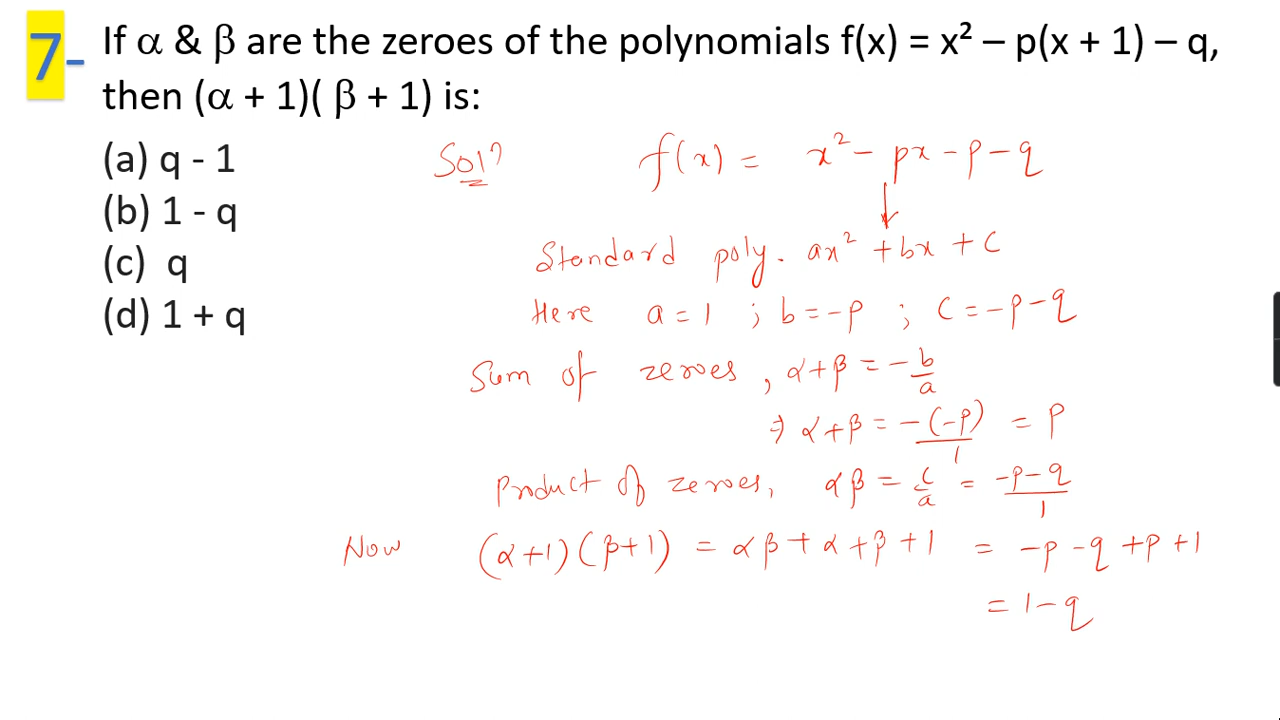 7- If α & β are the zeroes of the polynomials f(x) = x² – p(x + 1) – q,
then (α + 1)( β + 1) is:
(a) q - 1
(b) 1 - q
(c) q
(d) 1 + q
Solⁿ f(x) = x² - px - p - q
Standard poly. ax² + bx + c
Here a = 1 ; b = -p ; c = -p - q
Sum of zeroes, α+β = -b/a
⇒ α+β = -(-p)/1 = p
Product of zeroes, αβ = c/a = -p-q/1
Now (α+1)(β+1) = αβ + α + β + 1 = -p - q + p + 1
= 1 - q